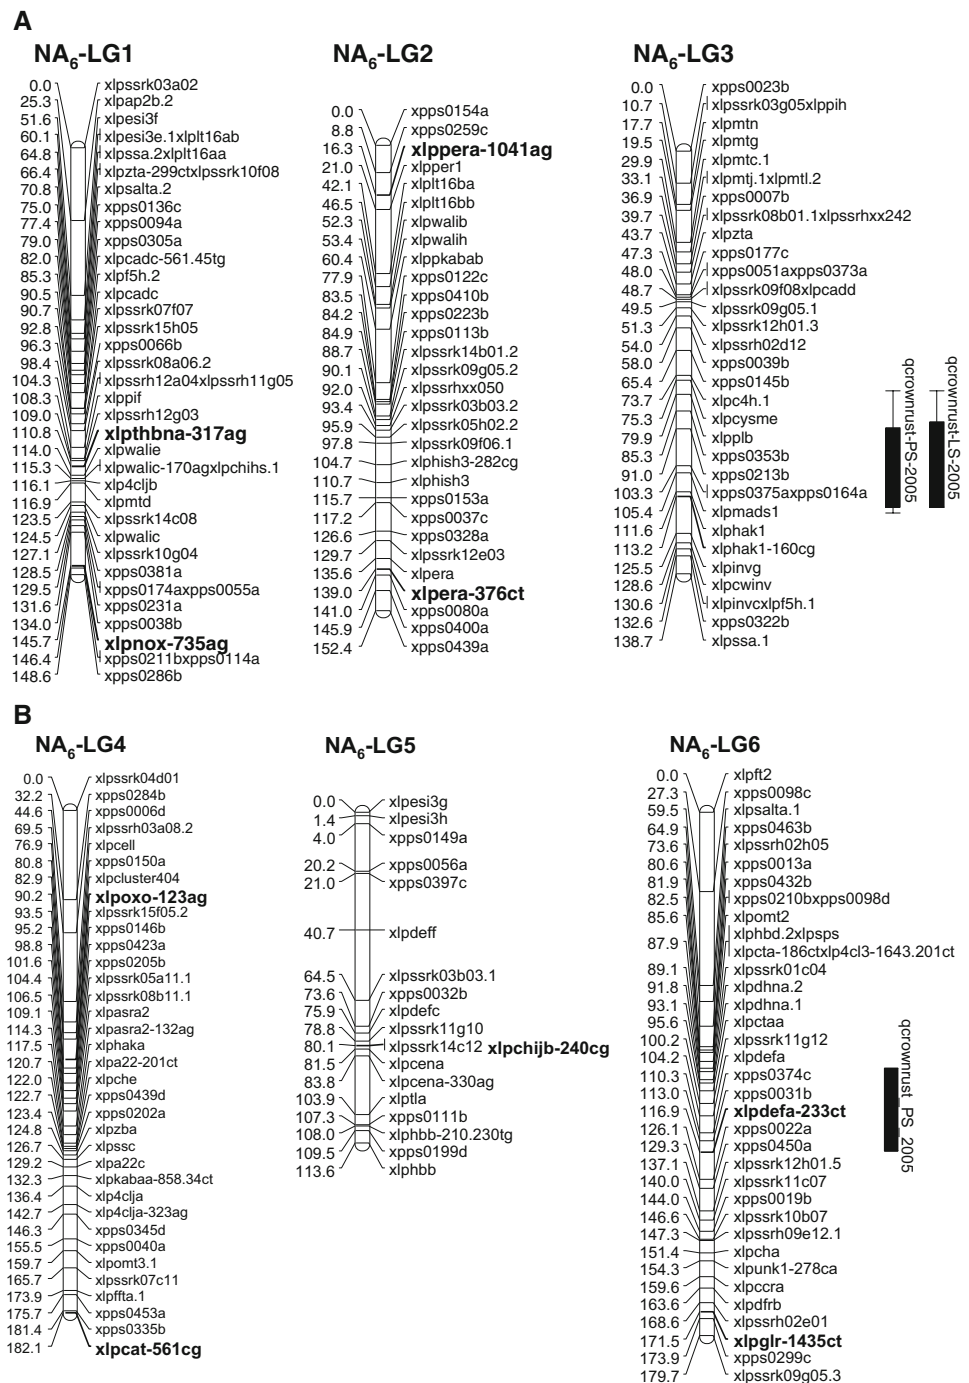 A
NA6-LG1
0.0 xlpssrk03a02
25.3 xlpap2b.2
51.6 xlpesi3f
60.1 xlpesi3e.1xlplt16ab
64.8 xlpssa.2xlplt16aa
66.4 xlpzta-299ctxlpssrk10f08
70.8 xlpsalta.2
75.0 xpps0136c
77.4 xpps0094a
79.0 xpps0305a
82.0 xlpcadc-561.45tg
85.3 xlpf5h.2
90.5 xlpcadc
90.7 xlpssrk07f07
92.8 xlpssrk15h05
96.3 xpps0066b
98.4 xlpssrk08a06.2
104.3 xlpssrh12a04xlpssrh11g05
108.3 xlppif
109.0 xlpssrh12g03
110.8 xlpthbna-317ag
114.0 xlpwalie
115.3 xlpwalic-170agxlpchihs.1
116.1 xlp4cljb
116.9 xlpmtd
123.5 xlpssrk14c08
124.5 xlpwalic
127.1 xlpssrk10g04
128.5 xpps0381a
129.5 xpps0174axpps0055a
131.6 xpps0231a
134.0 xpps0038b
145.7 xlpnox-735ag
146.4 xpps0211bxpps0114a
148.6 xpps0286b
NA6-LG2
0.0 xpps0154a
8.8 xpps0259c
16.3 xlppera-1041ag
21.0 xlpper1
42.1 xlplt16ba
46.5 xlplt16bb
52.3 xlpwalib
53.4 xlpwalih
60.4 xlppkabab
77.9 xpps0122c
83.5 xpps0410b
84.2 xpps0223b
84.9 xpps0113b
88.7 xlpssrk14b01.2
90.1 xlpssrk09g05.2
92.0 xlpssrhxx050
93.4 xlpssrk03b03.2
95.9 xlpssrk05h02.2
97.8 xlpssrk09f06.1
104.7 xlphish3-282cg
110.7 xlphish3
115.7 xpps0153a
117.2 xpps0037c
126.6 xpps0328a
129.7 xlpssrk12e03
135.6 xlpera
139.0 xlpera-376ct
141.0 xpps0080a
145.9 xpps0400a
152.4 xpps0439a
NA6-LG3
0.0 xpps0023b
10.7 xlpssrk03g05xlppih
17.7 xlpmtn
19.5 xlpmtg
29.9 xlpmtc.1
33.1 xlpmtj.1xlpmtl.2
36.9 xpps0007b
39.7 xlpssrk08b01.1xlpssrhxx242
43.7 xlpzta
47.3 xpps0177c
48.0 xpps0051axpps0373a
48.7 xlpssrk09f08xlpcadd
49.5 xlpssrk09g05.1
51.3 xlpssrk12h01.3
54.0 xlpssrh02d12
58.0 xpps0039b
65.4 xpps0145b
73.7 xlpc4h.1
75.3 xlpcysme
79.9 xlpplb
85.3 xpps0353b
91.0 xpps0213b
103.3 xpps0375axpps0164a
105.4 xlpmads1
111.6 xlphak1
113.2 xlphak1-160cg
125.5 xlpinvg
128.6 xlpcwinv
130.6 xlpinvcxlpf5h.1
132.6 xpps0322b
138.7 xlpssa.1
qcrownrust-PS-2005
qcrownrust-LS-2005
B
NA6-LG4
0.0 xlpssrk04d01
32.2 xpps0284b
44.6 xpps0006d
69.5 xlpssrh03a08.2
76.9 xlpcell
80.8 xpps0150a
82.9 xlpcluster404
90.2 xlpoxo-123ag
93.5 xlpssrk15f05.2
95.2 xpps0146b
98.8 xpps0423a
101.6 xpps0205b
104.4 xlpssrk05a11.1
106.5 xlpssrk08b11.1
109.1 xlpasra2
114.3 xlpasra2-132ag
117.5 xlphaka
120.7 xlpa22-201ct
122.0 xlpche
122.7 xpps0439d
123.4 xpps0202a
124.8 xlpzba
126.7 xlpssc
129.2 xlpa22c
132.3 xlpkabaa-858.34ct
136.4 xlp4clja
142.7 xlp4clja-323ag
146.3 xpps0345d
155.5 xpps0040a
159.7 xlpomt3.1
165.7 xlpssrk07c11
173.9 xlpffta.1
175.7 xpps0453a
181.4 xpps0335b
182.1 xlpcat-561cg
NA6-LG5
0.0 xlpesi3g
1.4 xlpesi3h
4.0 xpps0149a
20.2 xpps0056a
21.0 xpps0397c
40.7 xlpdeff
64.5 xlpssrk03b03.1
73.6 xpps0032b
75.9 xlpdefc
78.8 xlpssrk11g10
80.1 xlpssrk14c12 xlpchijb-240cg
81.5 xlpcena
83.8 xlpcena-330ag
103.9 xlptla
107.3 xpps0111b
108.0 xlphbb-210.230tg
109.5 xpps0199d
113.6 xlphbb
NA6-LG6
0.0 xlpft2
27.3 xpps0098c
59.5 xlpsalta.1
64.9 xpps0463b
73.6 xlpssrh02h05
80.6 xpps0013a
81.9 xpps0432b
82.5 xpps0210bxpps0098d
85.6 xlpomt2
xlphbd.2xlpsps
87.9 xlpcta-186ctxlp4cl3-1643.201ct
89.1 xlpssrk01c04
91.8 xlpdhna.2
93.1 xlpdhna.1
95.6 xlpctaa
100.2 xlpssrk11g12
104.2 xlpdefa
110.3 xpps0374c
113.0 xpps0031b
116.9 xlpdefa-233ct
126.1 xpps0022a
129.3 xpps0450a
137.1 xlpssrk12h01.5
140.0 xlpssrk11c07
144.0 xpps0019b
146.6 xlpssrk10b07
147.3 xlpssrh09e12.1
151.4 xlpcha
154.3 xlpunk1-278ca
159.6 xlpccra
163.6 xlpdfrb
168.6 xlpssrh02e01
171.5 xlpglr-1435ct
173.9 xpps0299c
179.7 xlpssrk09g05.3
qcrownrust_PS_2005